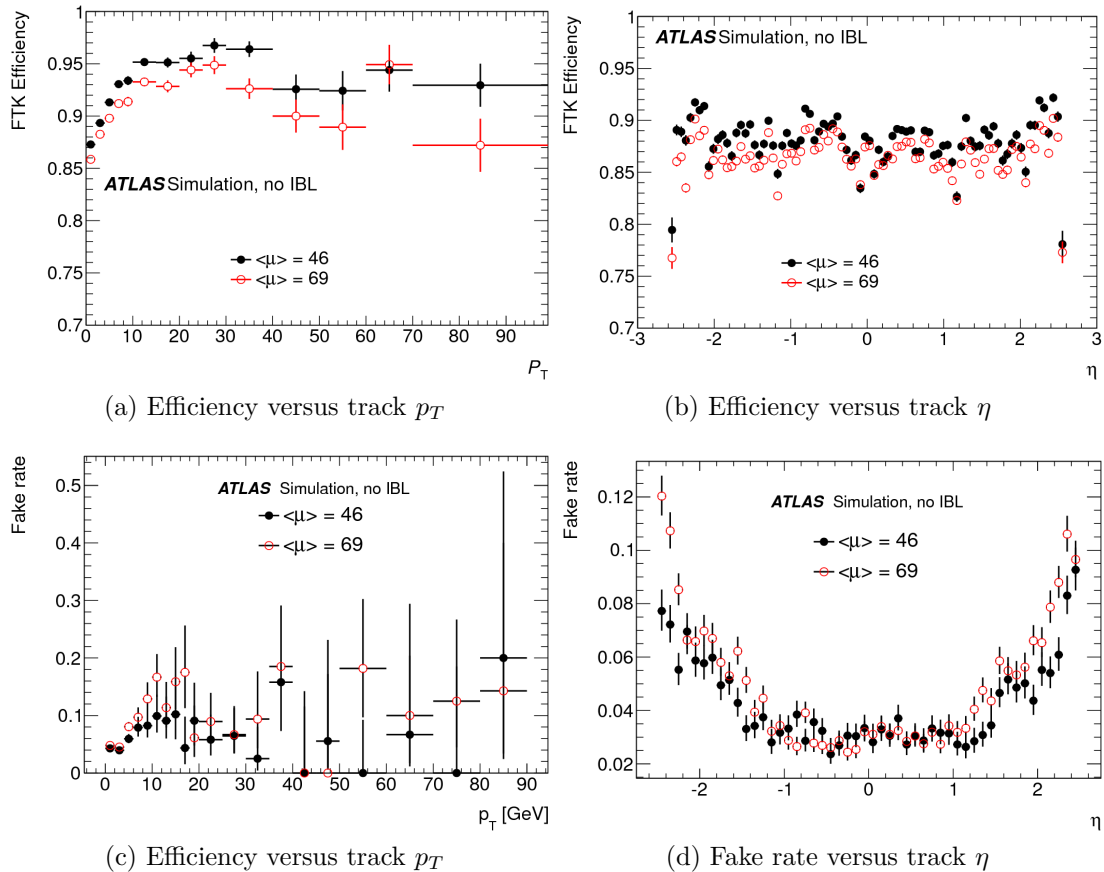 FTK Efficiency
1
0.95
0.9
0.85
0.8
0.75
0.7
ATLAS Simulation, no IBL
<μ> = 46
<μ> = 69
0 10 20 30 40 50 60 70 80 90
P_T
(a) Efficiency versus track p_T
FTK Efficiency
1
0.95
0.9
0.85
0.8
0.75
0.7
ATLAS Simulation, no IBL
<μ> = 46
<μ> = 69
-3 -2 -1 0 1 2 3
η
(b) Efficiency versus track η
Fake rate
0.5
0.4
0.3
0.2
0.1
0
ATLAS Simulation, no IBL
<μ> = 46
<μ> = 69
0 10 20 30 40 50 60 70 80 90
p_T [GeV]
(c) Efficiency versus track p_T
Fake rate
0.12
0.1
0.08
0.06
0.04
0.02
ATLAS Simulation, no IBL
<μ> = 46
<μ> = 69
-2 -1 0 1 2
η
(d) Fake rate versus track η